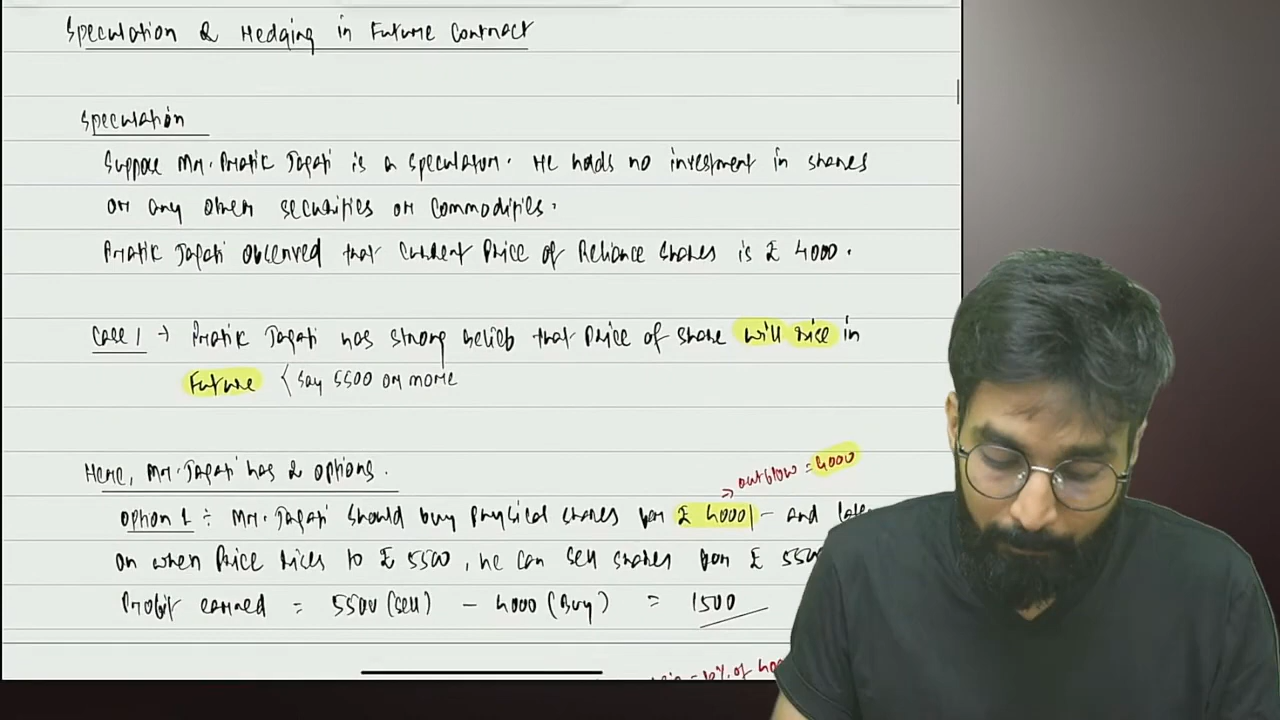 Speculation & Hedging in Future Contract
Speculation
Suppose Mr. Pratik Jagati is a speculator. He holds no investment in shares
or any other securities or commodities.
Pratik Jagati observed that current Price of Reliance shares is ₤ 4000.
Case 1 → Pratik Jagati has strong belief that Price of share will rise in
Future (Say 5500 or more
Here, Mr. Jagati has 2 options.
→ outflow = 4000
Option 1 ÷ Mr. Jagati should buy physical shares for ₤ 4000/- and
on when Price rises to ₤ 5500, he can sell shares for ₤
Profit earned = 5500 (Sell) - 4000 (Buy) = 1500